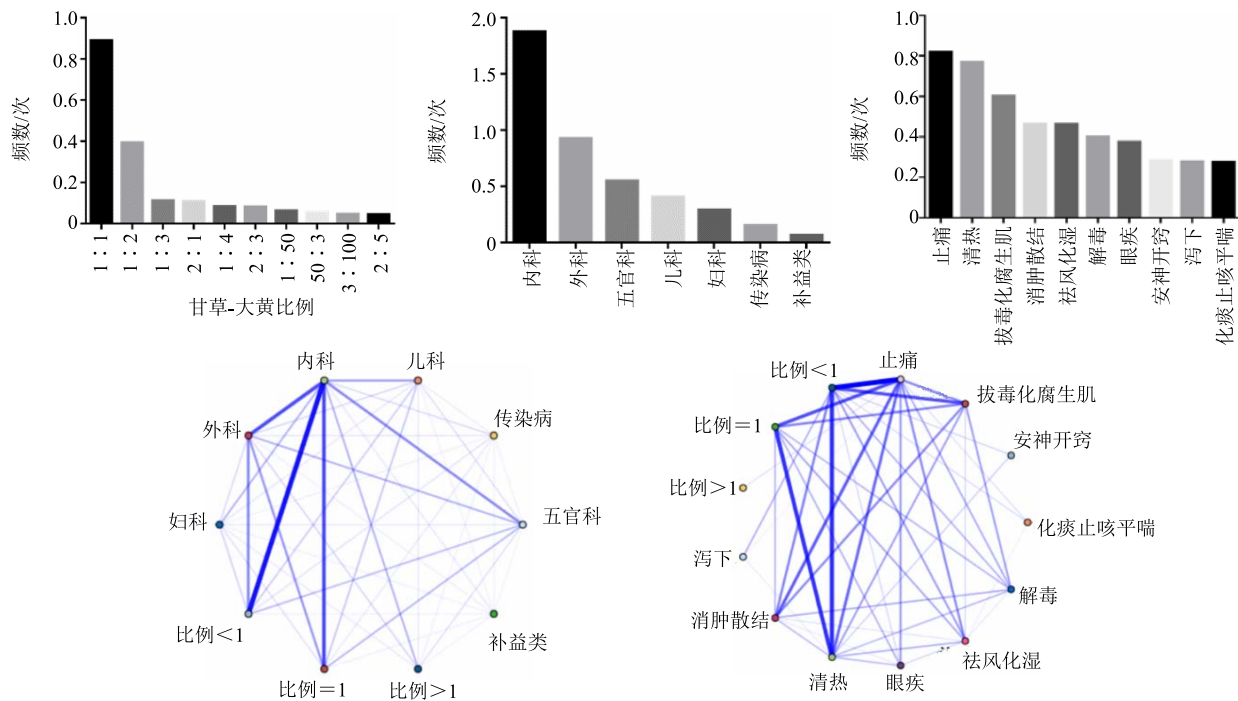 1.0
0.8
0.6
0.4
0.2
0
频数/次
1∶1
1∶2
1∶3
2∶1
1∶4
2∶3
1∶50
50∶3
3∶100
2∶5
甘草-大黄比例
2.0
1.5
1.0
0.5
0
频数/次
内科
外科
五官科
儿科
妇科
传染病
补益类
1.0
0.8
0.6
0.4
0.2
0
频数/次
止痛
清热
拔毒化腐生肌
消肿散结
祛风化湿
解毒
眼疾
安神开窍
泻下
化痰止咳平喘
内科
儿科
外科
传染病
妇科
五官科
比例＜1
补益类
比例＝1
比例＞1
比例＜1
止痛
拔毒化腐生肌
比例＝1
安神开窍
比例＞1
化痰止咳平喘
泻下
解毒
消肿散结
祛风化湿
清热
眼疾